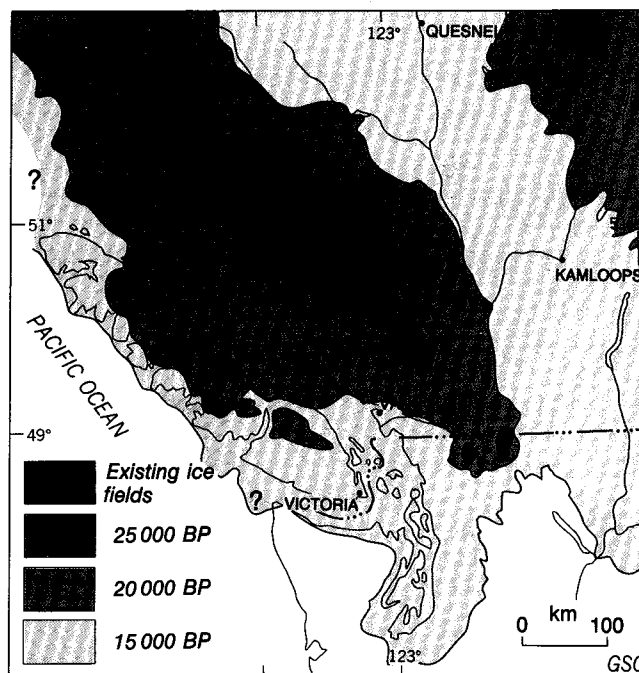 123°
QUESNEL
?
51°
KAMLOOPS
PACIFIC OCEAN
49°
Existing ice
fields
?
VICTORIA
25 000 BP
20 000 BP
km
0 100
15 000 BP
123°
GSC